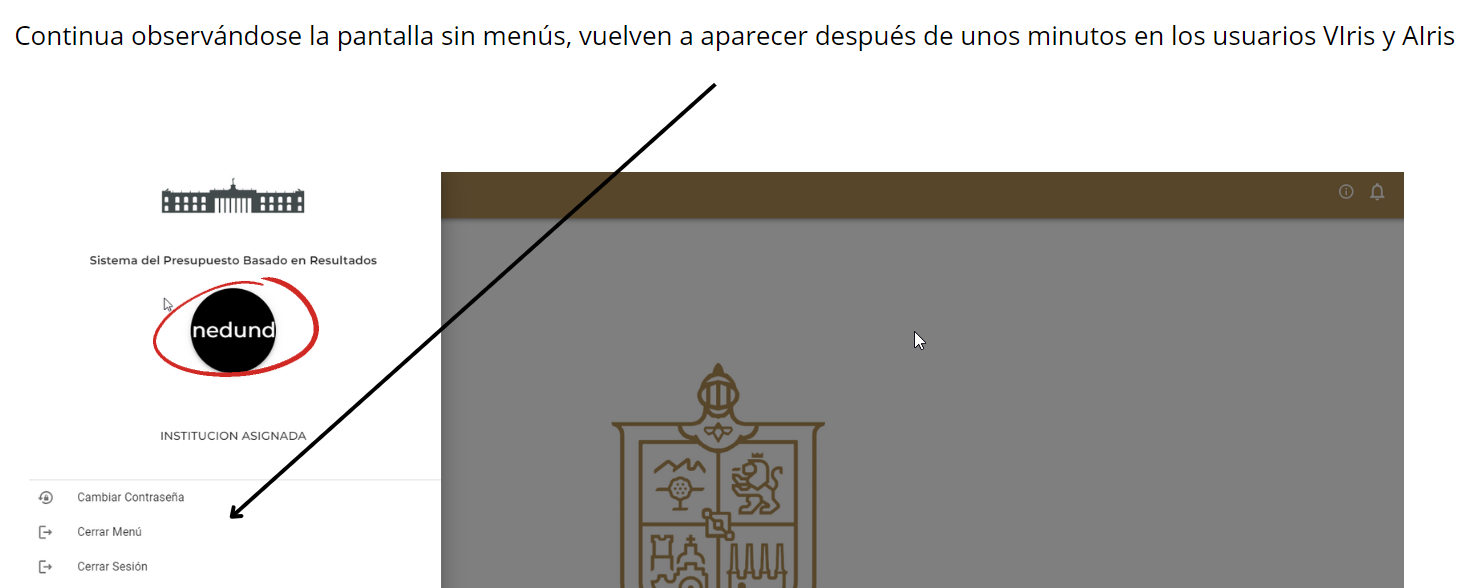 Continua observándose la pantalla sin menús, vuelven a aparecer después de unos minutos en los usuarios VIris y AIris
Sistema del Presupuesto Basado en Resultados
nedund
INSTITUCION ASIGNADA
Cambiar Contraseña
Cerrar Menú
Cerrar Sesión